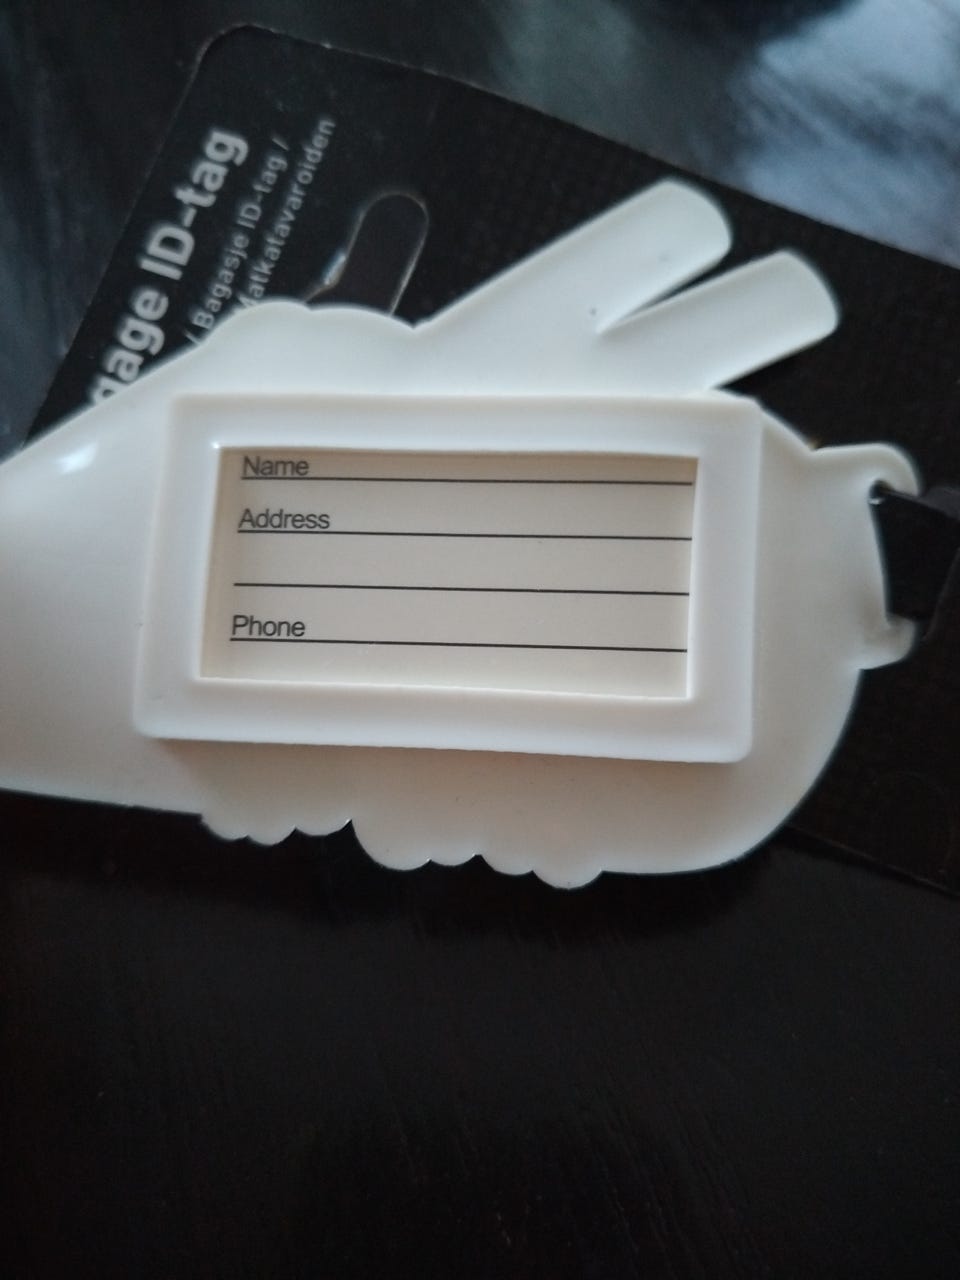 Name
Address
Phone
gage ID-tag
/ Bagasje ID-tag /
Matkatavaroiden